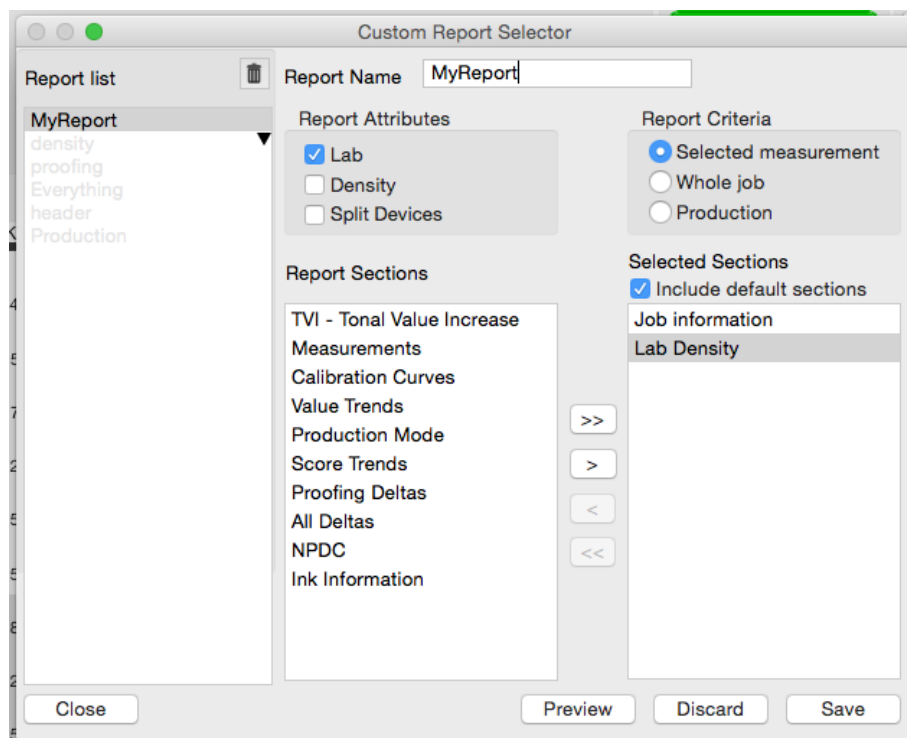 Custom Report Selector
Report list
MyReport
density
proofing
Everything
header
Production
Report Name MyReport
Report Attributes
Lab
Density
Split Devices
Report Criteria
Selected measurement
Whole job
Production
Report Sections
TVI - Tonal Value Increase
Measurements
Calibration Curves
Value Trends
Production Mode
Score Trends
Proofing Deltas
All Deltas
NPDC
Ink Information
>>
>
<
<<
Selected Sections
Include default sections
Job information
Lab Density
Close Preview Discard Save